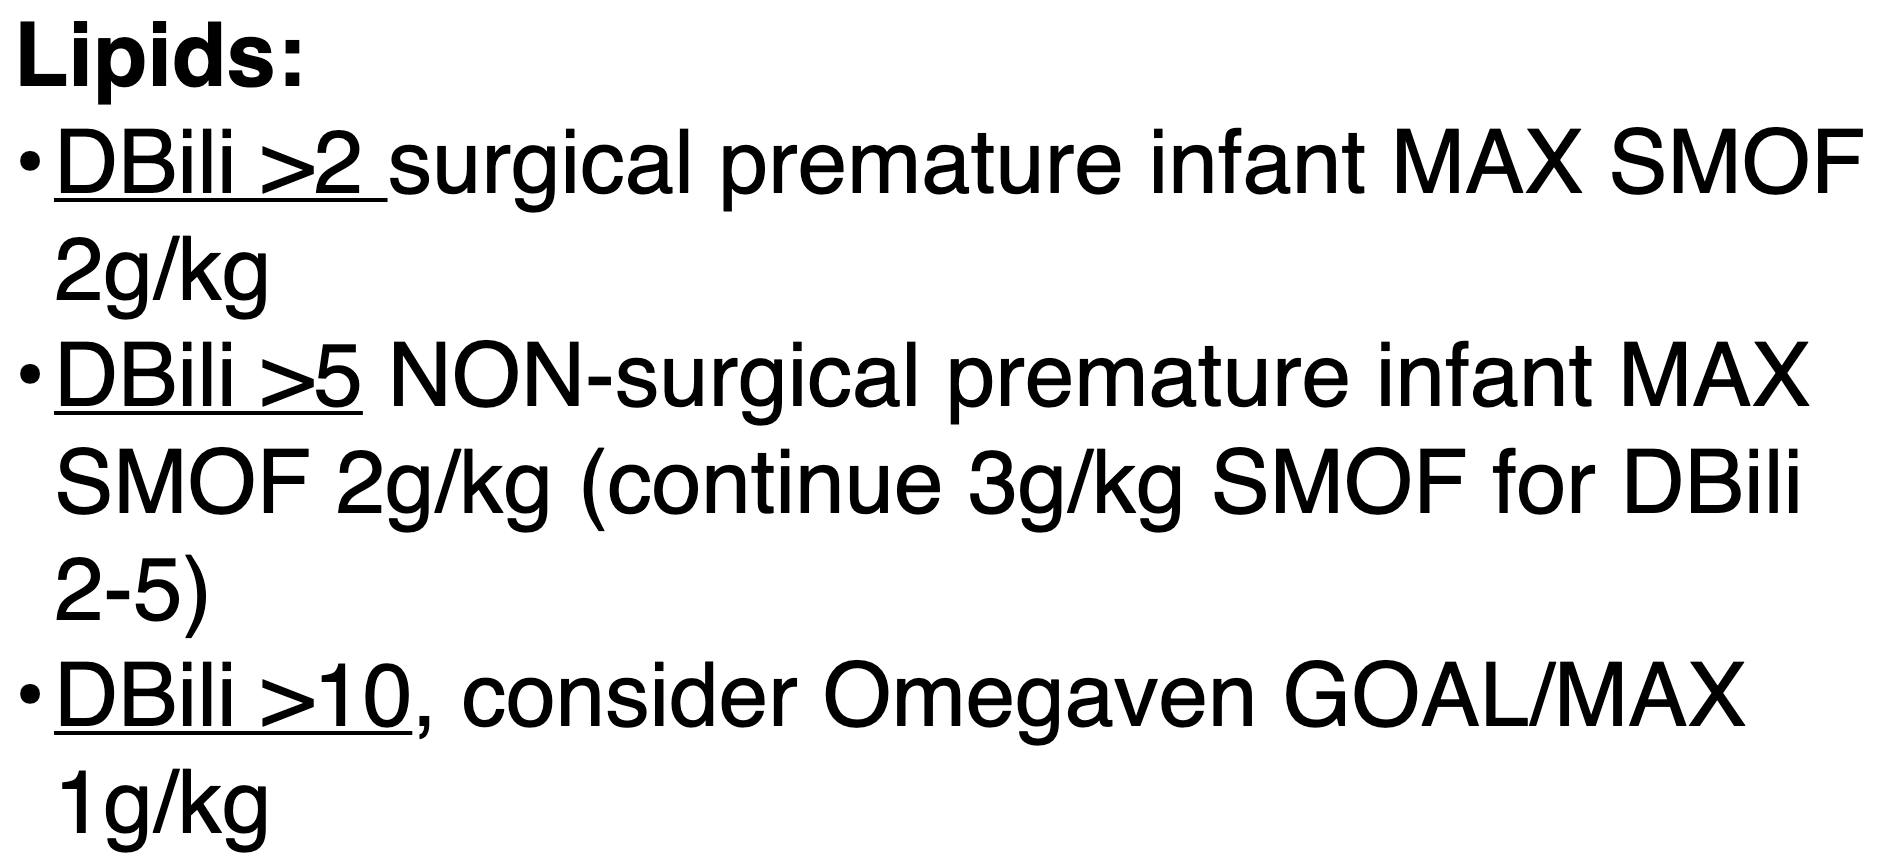 Lipids:
•DBili >2 surgical premature infant MAX SMOF
2g/kg
•DBili >5 NON-surgical premature infant MAX
SMOF 2g/kg (continue 3g/kg SMOF for DBili
2-5)
•DBili >10, consider Omegaven GOAL/MAX
1g/kg